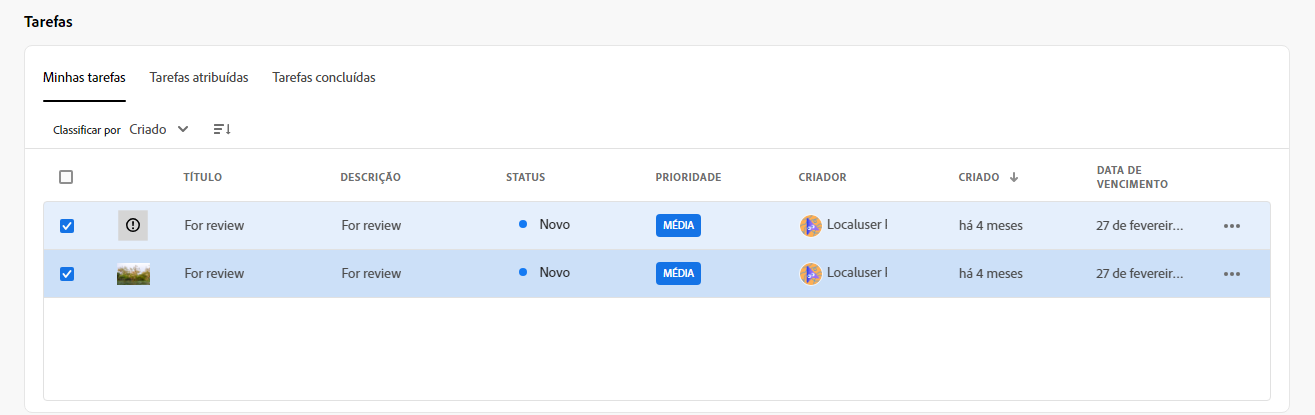 Tarefas
Minhas tarefas Tarefas atribuídas Tarefas concluídas
Classificar por Criado
TÍTULO DESCRIÇÃO STATUS PRIORIDADE CRIADOR CRIADO DATA DE VENCIMENTO
For review For review Novo MÉDIA Localuser l há 4 meses 27 de fevereir...
For review For review Novo MÉDIA Localuser l há 4 meses 27 de fevereir...